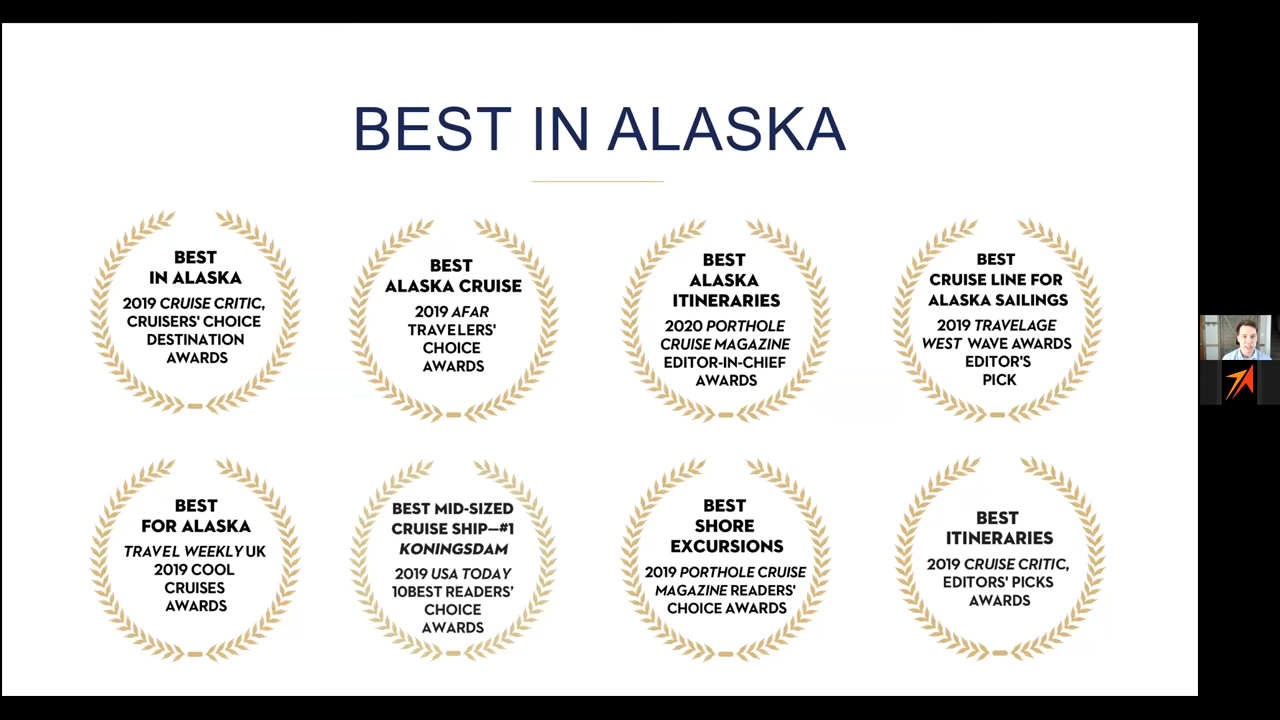 BEST IN ALASKA
BEST
IN ALASKA
2019 CRUISE CRITIC,
CRUISERS' CHOICE
DESTINATION
AWARDS
BEST
ALASKA CRUISE
2019 AFAR
TRAVELERS'
CHOICE
AWARDS
BEST
ALASKA
ITINERARIES
2020 PORTHOLE
CRUISE MAGAZINE
EDITOR-IN-CHIEF
AWARDS
BEST
CRUISE LINE FOR
ALASKA SAILINGS
2019 TRAVELAGE
WEST WAVE AWARDS
EDITOR'S
PICK
BEST
FOR ALASKA
TRAVEL WEEKLY UK
2019 COOL
CRUISES
AWARDS
BEST MID-SIZED
CRUISE SHIP—#1
KONINGSDAM
2019 USA TODAY
10BEST READERS’
CHOICE
AWARDS
BEST
SHORE
EXCURSIONS
2019 PORTHOLE CRUISE
MAGAZINE READERS'
CHOICE AWARDS
BEST
ITINERARIES
2019 CRUISE CRITIC,
EDITORS' PICKS
AWARDS